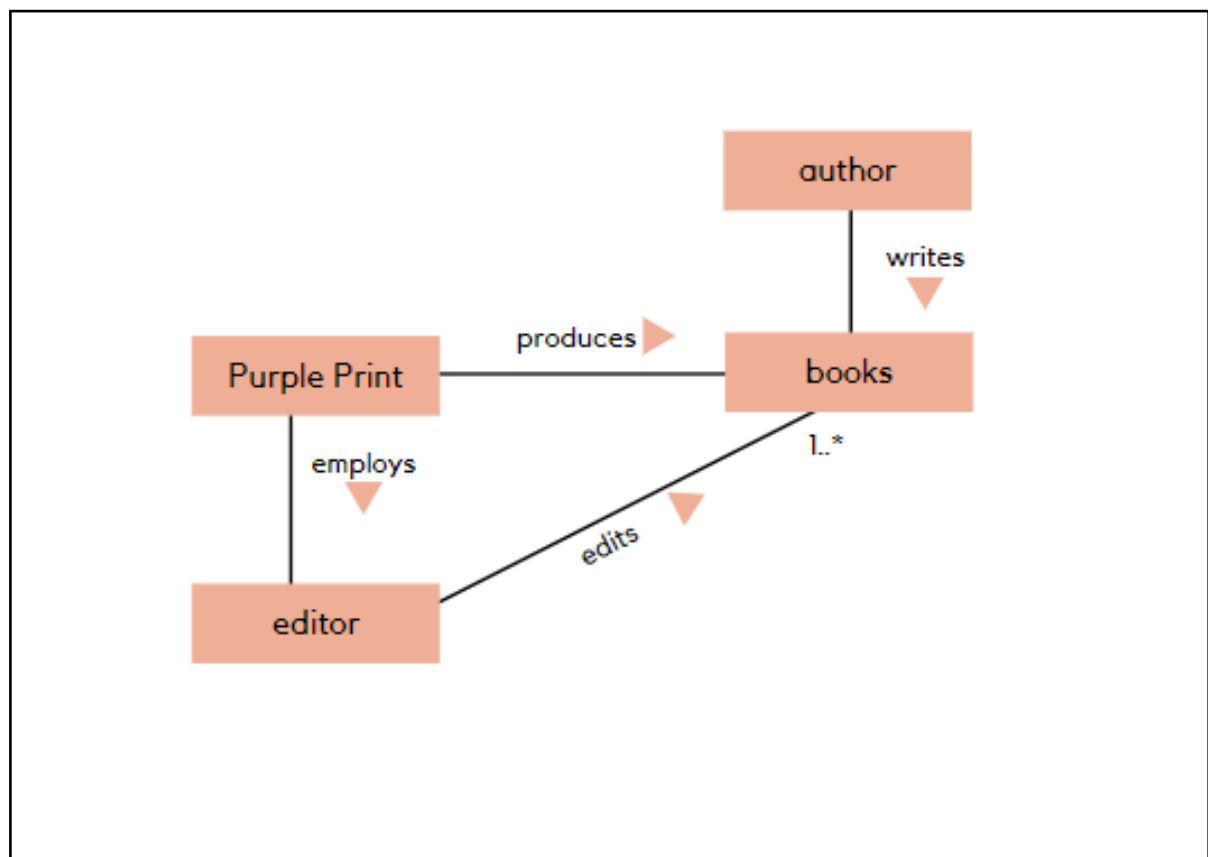 author
writes
produces
Purple Print
books
employs
1..*
edits
editor